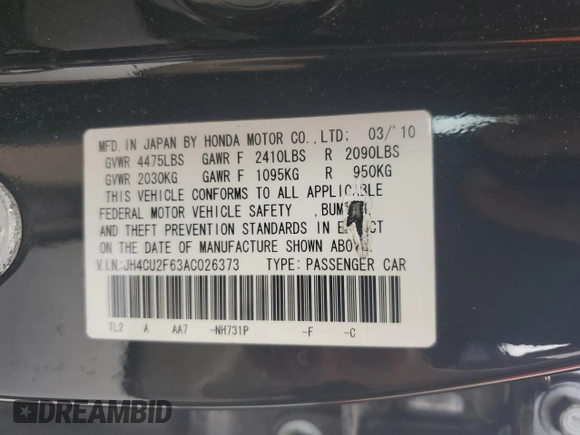 MFD. IN JAPAN BY HONDA MOTOR CO., LTD: 03/'10
GVWR 4475LBS GAWR F 2410LBS R 2090LBS
GVWR 2030KG GAWR F 1095KG R 950KG
THIS VEHICLE CONFORMS TO ALL APPLICABLE
FEDERAL MOTOR VEHICLE SAFETY ,
AND THEFT PREVENTION STANDARDS IN
ON THE DATE OF MANUFACTURE SHOWN ABOVE.
V.I.N.:JH4CU2F63AC026373 TYPE: PASSENGER CAR
TL2 A AA7 -NH731P -F -C
DREAMBID